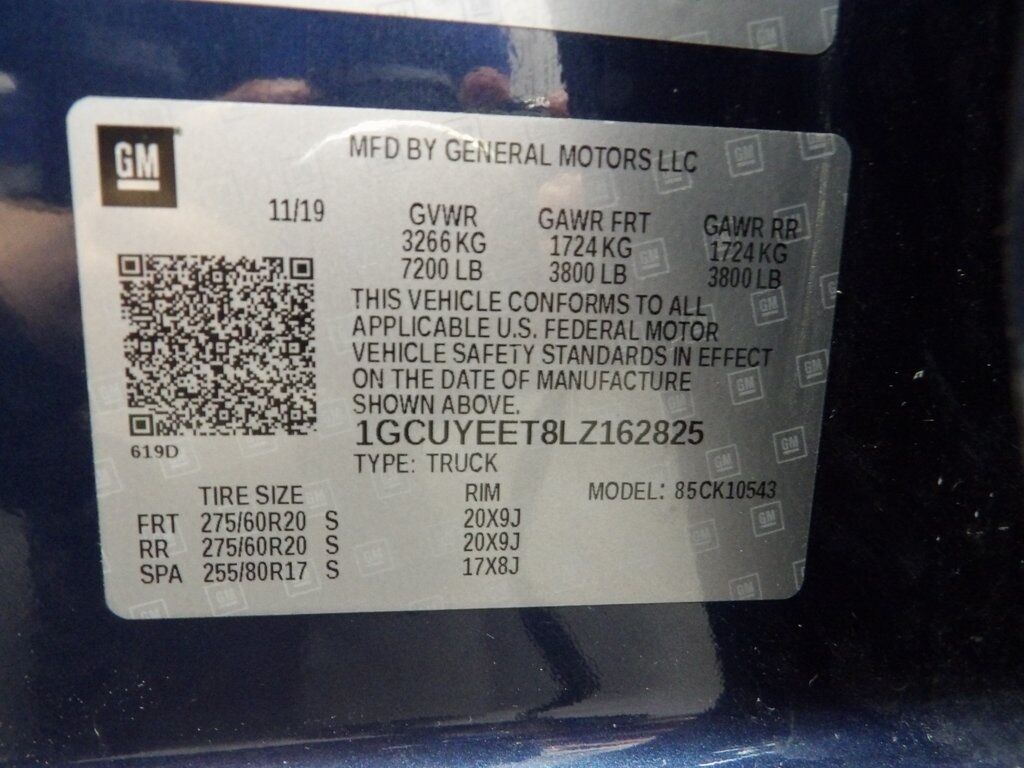 GM
MFD BY GENERAL MOTORS LLC
11/19 GVWR GAWR FRT GAWR RR
3266 KG 1724 KG 1724 KG
7200 LB 3800 LB 3800 LB
THIS VEHICLE CONFORMS TO ALL
APPLICABLE U.S. FEDERAL MOTOR
VEHICLE SAFETY STANDARDS IN EFFECT
ON THE DATE OF MANUFACTURE
SHOWN ABOVE.
1GCUYEET8LZ162825
619D
TYPE: TRUCK
TIRE SIZE RIM MODEL: 85CK10543
FRT 275/60R20 S 20X9J
RR 275/60R20 S 20X9J
SPA 255/80R17 S 17X8J